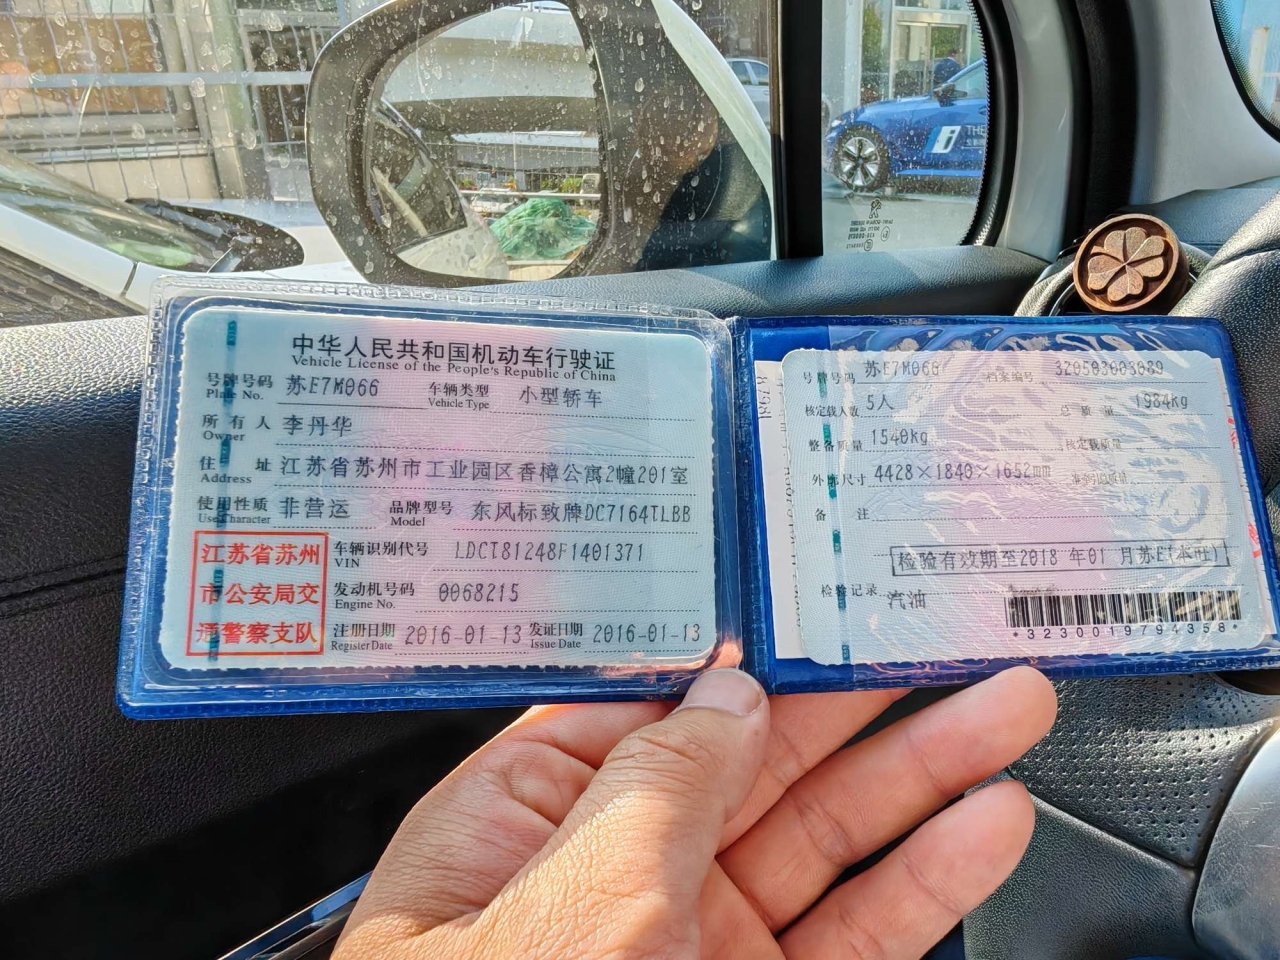 中华人民共和国机动车行驶证
Vehicle License of the People's Republic of China
号牌号码 苏E7M066 车辆类型 小型轿车
Plate No. Vehicle Type
所有人 李丹华
Owner
住址 江苏省苏州市工业园区香樟公寓2幢201室
Address
使用性质 非营运 品牌型号 东风标致牌DC7164TLBB
Use Character Model
江苏省苏州
市公安局交
通警察支队
车辆识别代号 LDCT81248F1401371
VIN
发动机号码 0068215
Engine No.
注册日期 2016-01-13 发证日期 2016-01-13
Register Date Issue Date
号牌号码 苏E7M066 档案编号 320503003089
核定载人数 5人 总质量 1984kg
整备质量 1540kg 核定载质量
外廓尺寸 4428×1840×1652mm
备注
检验有效期至2018年01月苏E
检验记录
汽油
*3230019794358*
THE